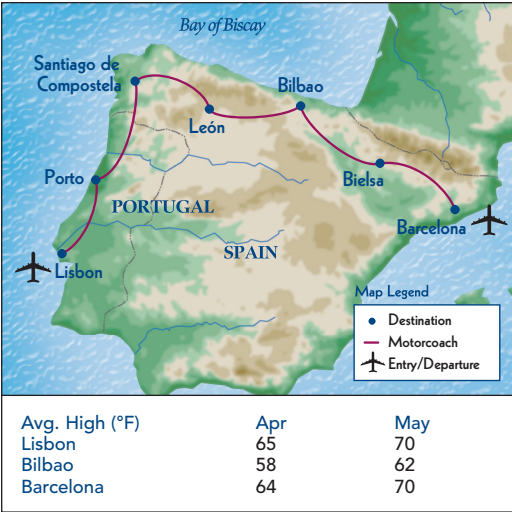 Bay of Biscay
Santiago de
Compostela
Bilbao
León
Porto
Bielsa
PORTUGAL
Barcelona
SPAIN
Lisbon
Map Legend
Destination
Motorcoach
Entry/Departure
Avg. High (°F) Apr May
Lisbon 65 70
Bilbao 58 62
Barcelona 64 70